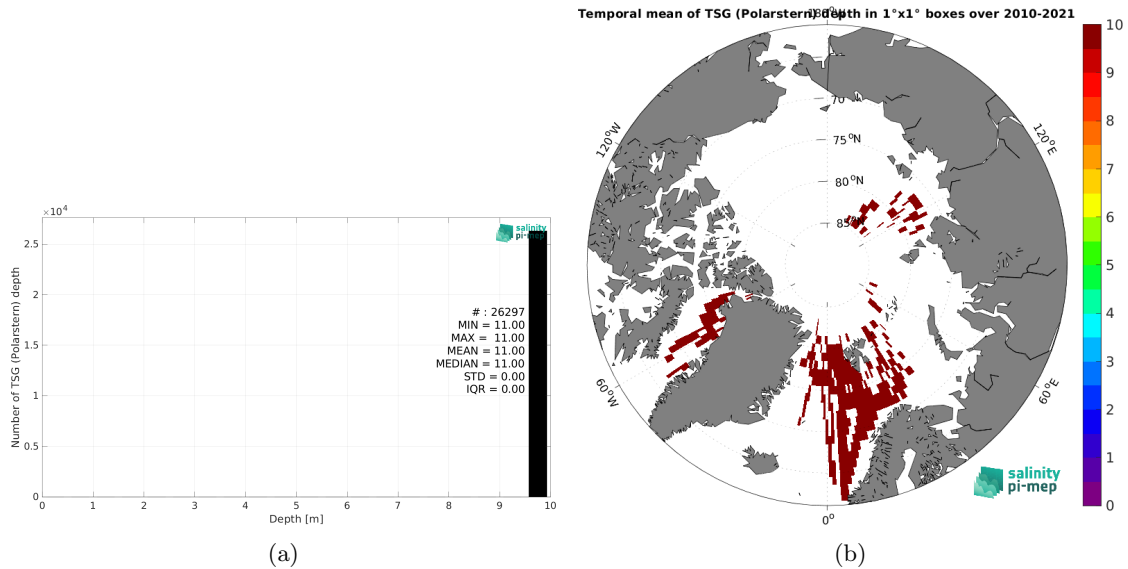 ×10⁴
2.5
2
1.5
1
0.5
0
Number of TSG (Polarstern) depth
salinity
pi-mep
# : 26297
MIN = 11.00
MAX = 11.00
MEAN = 11.00
MEDIAN = 11.00
STD = 0.00
IQR = 0.00
0 1 2 3 4 5 6 7 8 9 10
Depth [m]
(a)
Temporal mean of TSG (Polarstern) depth in 1°x1° boxes over 2010-2021
180°W
120°W
120°E
75°N
80°N
85°N
60°W
60°E
0°
10
9
8
7
6
5
4
3
2
1
0
salinity
pi-mep
(b)